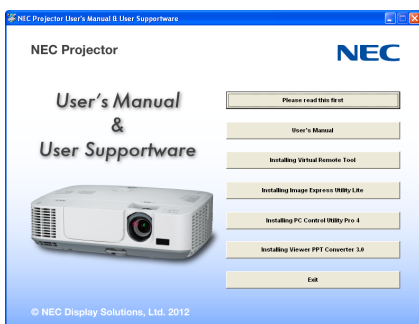 NEC Projector User's Manual & User Supportware
NEC Projector
NEC
User's Manual
&
User Supportware
Please read this first
User's Manual
Installing Virtual Remote Tool
Installing Image Express Utility Lite
Installing PC Control Utility Pro 4
Installing Viewer PPT Converter 3.0
Exit
© NEC Display Solutions, Ltd. 2012